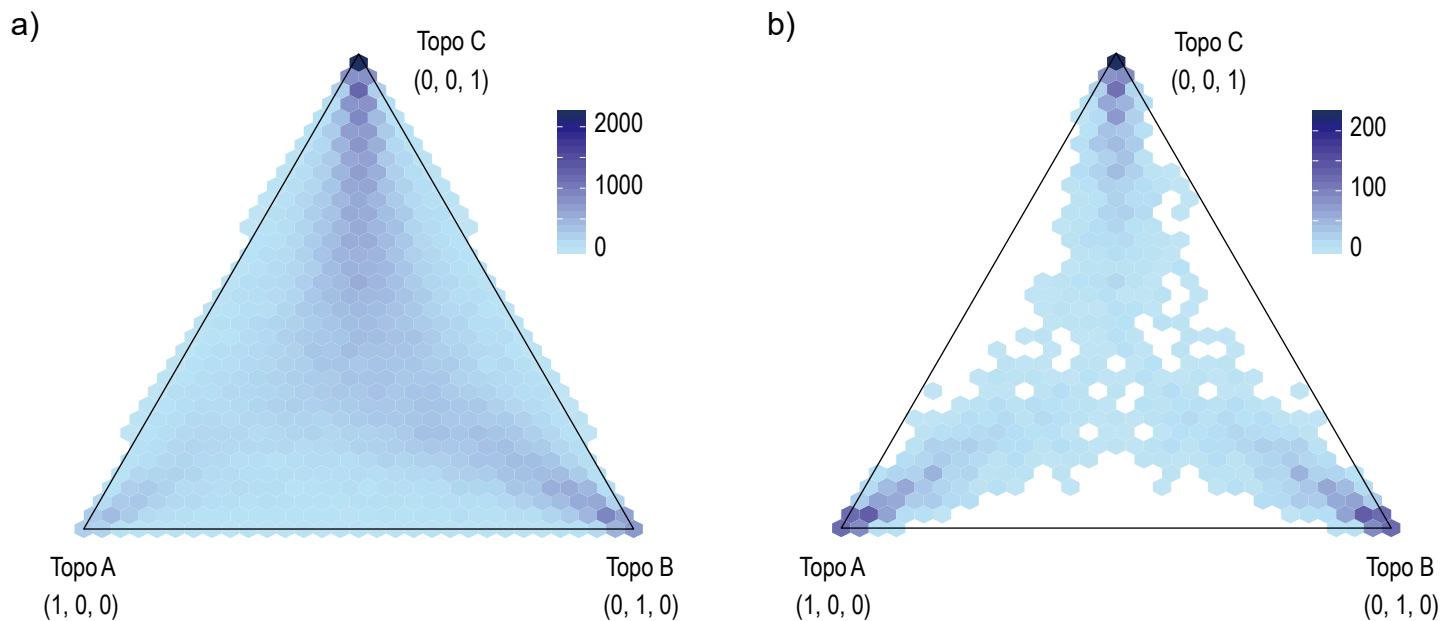 a)
Topo C
(0, 0, 1)
2000
1000
0
Topo A
(1, 0, 0)
Topo B
(0, 1, 0)
b)
Topo C
(0, 0, 1)
200
100
0
Topo A
(1, 0, 0)
Topo B
(0, 1, 0)